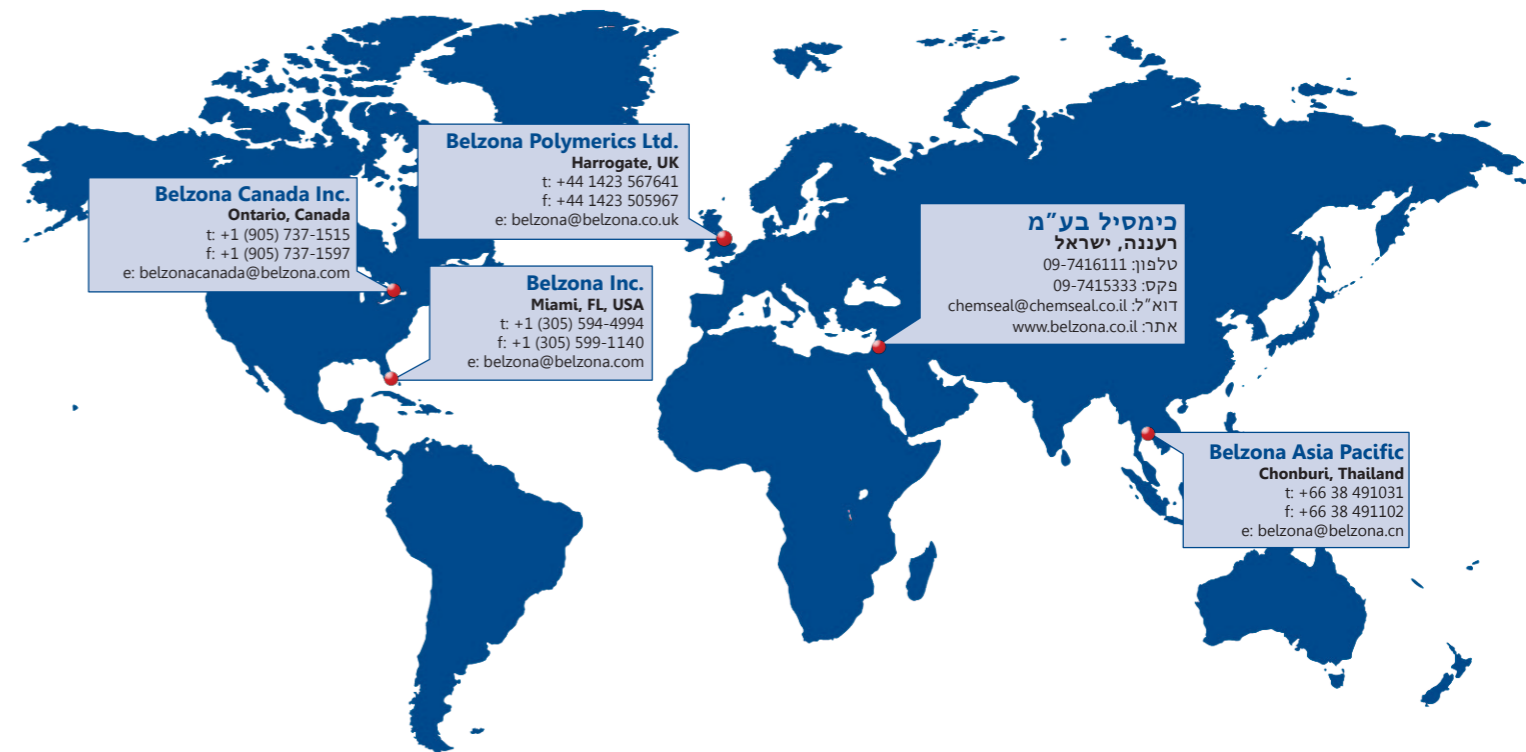 Belzona Polymerics Ltd.
Harrogate, UK
t: +44 1423 567641
f: +44 1423 505967
e: belzona@belzona.co.uk
Belzona Canada Inc.
Ontario, Canada
t: +1 (905) 737-1515
f: +1 (905) 737-1597
e: belzonacanada@belzona.com
כימסיל בע״מ
רעננה, ישראל
טלפון: 09-7416111
פקס: 09-7415333
דוא״ל: chemseal@chemseal.co.il
אתר: www.belzona.co.il
Belzona Inc.
Miami, FL, USA
t: +1 (305) 594-4994
f: +1 (305) 599-1140
e: belzona@belzona.com
Belzona Asia Pacific
Chonburi, Thailand
t: +66 38 491031
f: +66 38 491102
e: belzona@belzona.cn